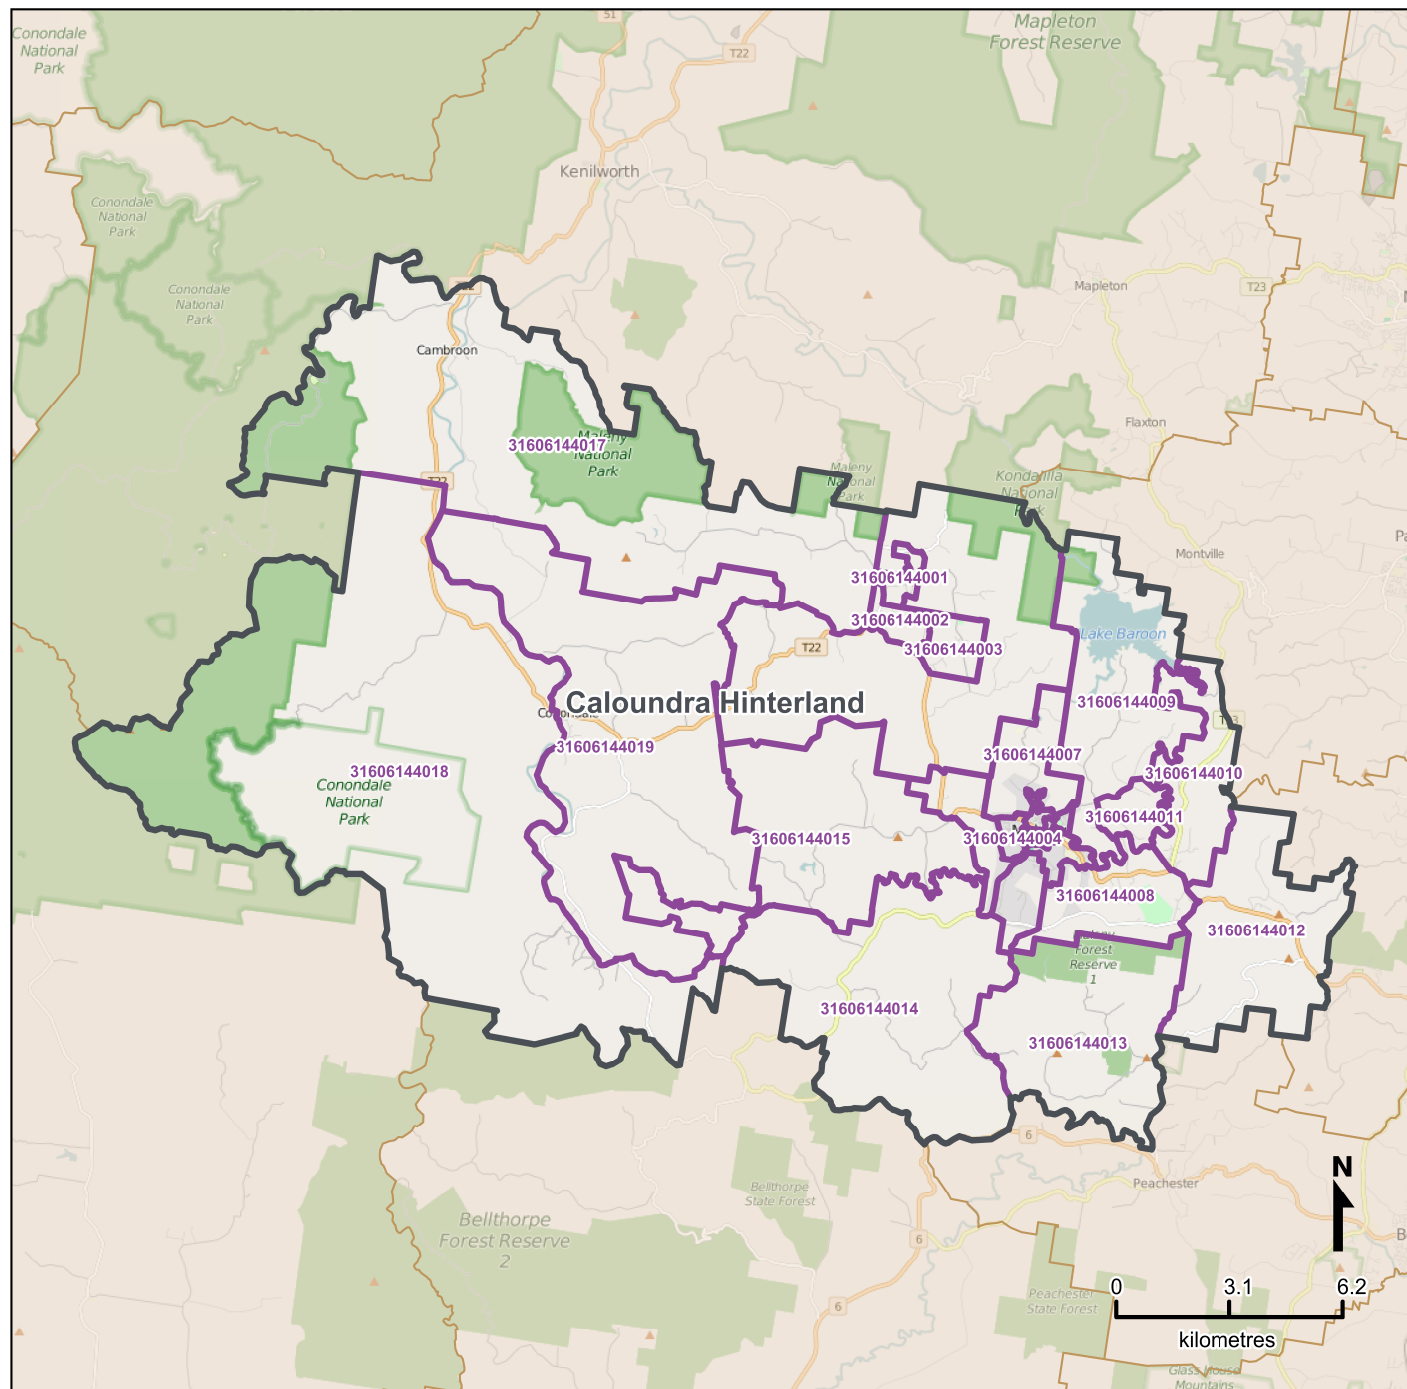 Conondale
National
Park
51
T22
Mapleton
Forest Reserve
Kenilworth
Conondale
National
Park
Conondale
National
Park
Mapleton
T23
Cambroon
Flaxton
31606144017
Maleny
National
Park
Maleny
National
Park
Kondalilla
National
Park
T22
Montville
31606144001
31606144002
31606144003
Lake Baroon
T22
Caloundra Hinterland
31606144009
31606144019
31606144007
31606144018
31606144010
Conondale
National
Park
31606144011
31606144015
31606144004
31606144008
31606144012
Maleny
Forest
Reserve
1
31606144014
31606144013
6
Peachester
Bellthorpe
State Forest
Bellthorpe
Forest Reserve
2
6
6
N
Peachester
State Forest
0 3.1 6.2
kilometres
Glass House
Mountains